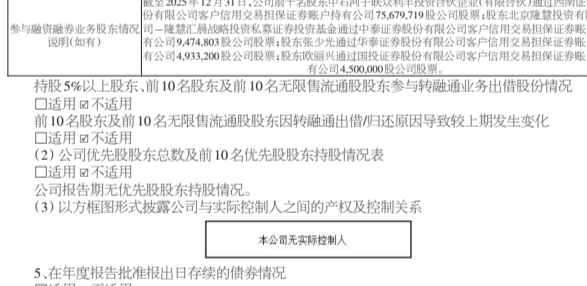 截至2025年12月31日,公司前十名股东中石河子联众利丰投资合伙企业(有限合伙)通过西南证
份有限公司客户信用交易担保证券账户持有公司75,679,719股公司股票;股东北京隆慧投资有
参与融资融券业务股东情况
司—隆慧汇晨战略投资私募证券投资基金通过中泰证券股份有限公司客户信用交易担保证券账
说明(如有)
有公司9,474,803股公司股票;股东张少光通过华泰证券股份有限公司客户信用交易担保证券账
有公司4,933,200股公司股票;股东欧丽兴通过国投证券股份有限公司客户信用交易担保证券账
有公司4,500,000股公司股票。
持股5%以上股东、前10名股东及前10名无限售流通股股东参与转融通业务出借股份情况
□适用 ☑不适用
前10名股东及前10名无限售流通股股东因转融通出借/归还原因导致较上期发生变化
□适用 ☑不适用
(2)公司优先股股东总数及前10名优先股股东持股情况表
□适用 ☑不适用
公司报告期无优先股股东持股情况。
(3)以方框图形式披露公司与实际控制人之间的产权及控制关系
本公司无实际控制人
5、在年度报告批准报出日存续的债券情况
□适用 ☑不适用